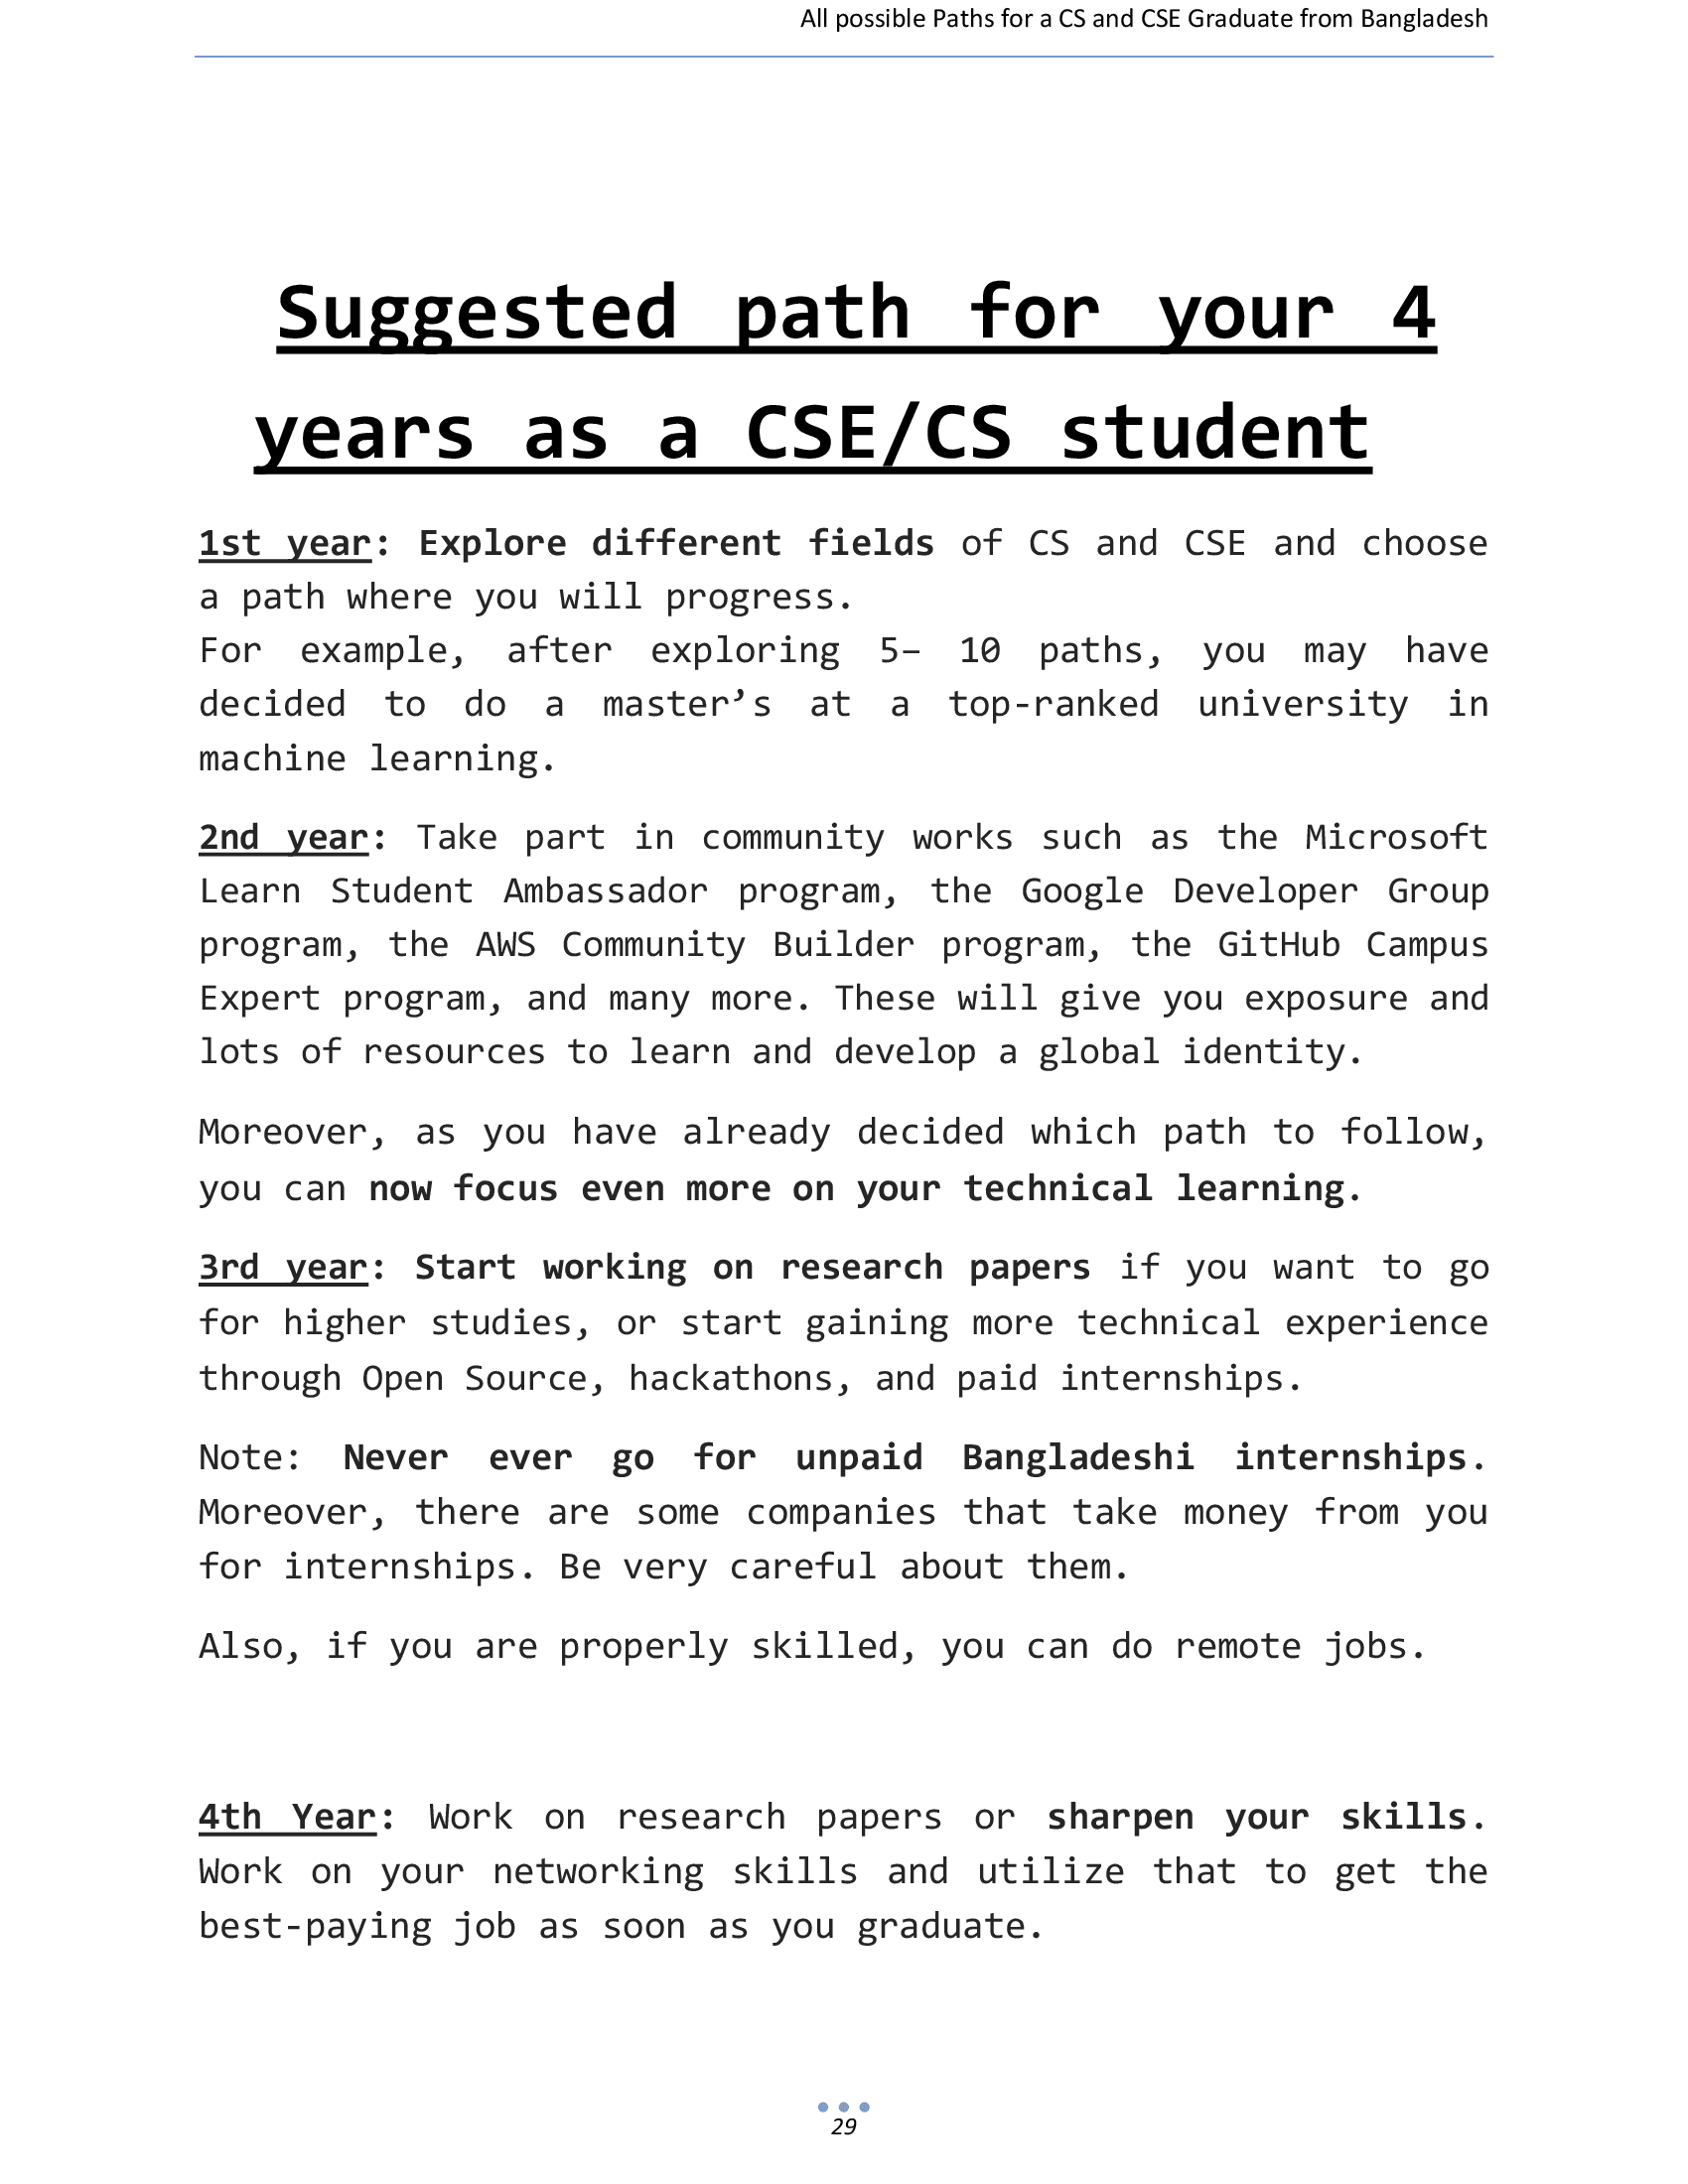 All possible Paths for a CS and CSE Graduate from Bangladesh
Suggested path for your 4
years as a CSE/CS student
1st year: Explore different fields of CS and CSE and choose
a path where you will progress.
For example, after exploring 5– 10 paths, you may have
decided to do a master’s at a top-ranked university in
machine learning.
2nd year: Take part in community works such as the Microsoft
Learn Student Ambassador program, the Google Developer Group
program, the AWS Community Builder program, the GitHub Campus
Expert program, and many more. These will give you exposure and
lots of resources to learn and develop a global identity.
Moreover, as you have already decided which path to follow,
you can now focus even more on your technical learning.
3rd year: Start working on research papers if you want to go
for higher studies, or start gaining more technical experience
through Open Source, hackathons, and paid internships.
Note: Never ever go for unpaid Bangladeshi internships.
Moreover, there are some companies that take money from you
for internships. Be very careful about them.
Also, if you are properly skilled, you can do remote jobs.
4th Year: Work on research papers or sharpen your skills.
Work on your networking skills and utilize that to get the
best-paying job as soon as you graduate.
29